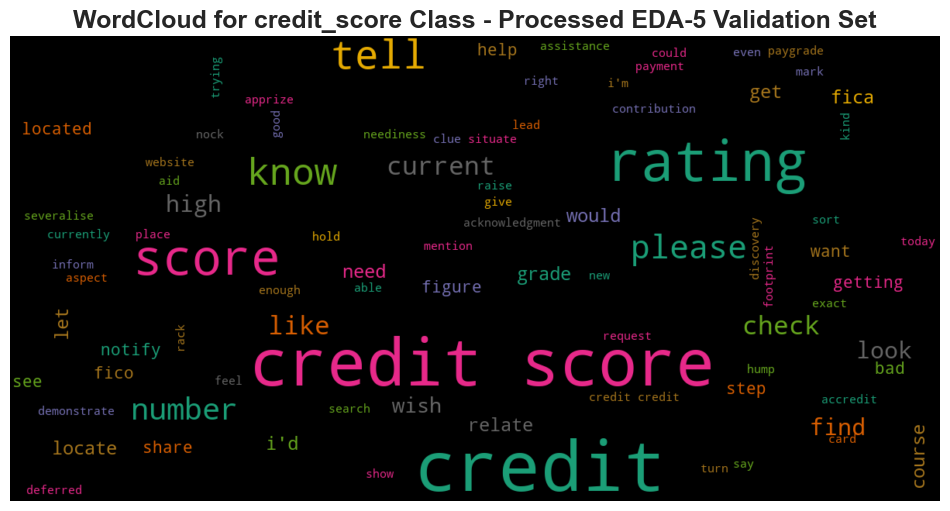 WordCloud for credit_score Class - Processed EDA-5 Validation Set
tell
help
assistance
could
even
paygrade
payment
mark
trying
right
i'm
get
fica
apprize
contribution
located
nock
good
neediness
clue
situate
lead
kind
website
know
current
rating
aid
raise
high
give
severalise
acknowledgment
would
sort
currently
place
hold
mention
please
discovery
want
today
inform
score
aspect
need
able
grade
new
footprint
getting
enough
figure
exact
let
like
check
rack
notify
request
look
see
fico
feel
credit score
hump
bad
step
demonstrate
number
search
wish
credit credit
accredit
locate
share
i'd
relate
find
card
course
deferred
show
credit
turn
say